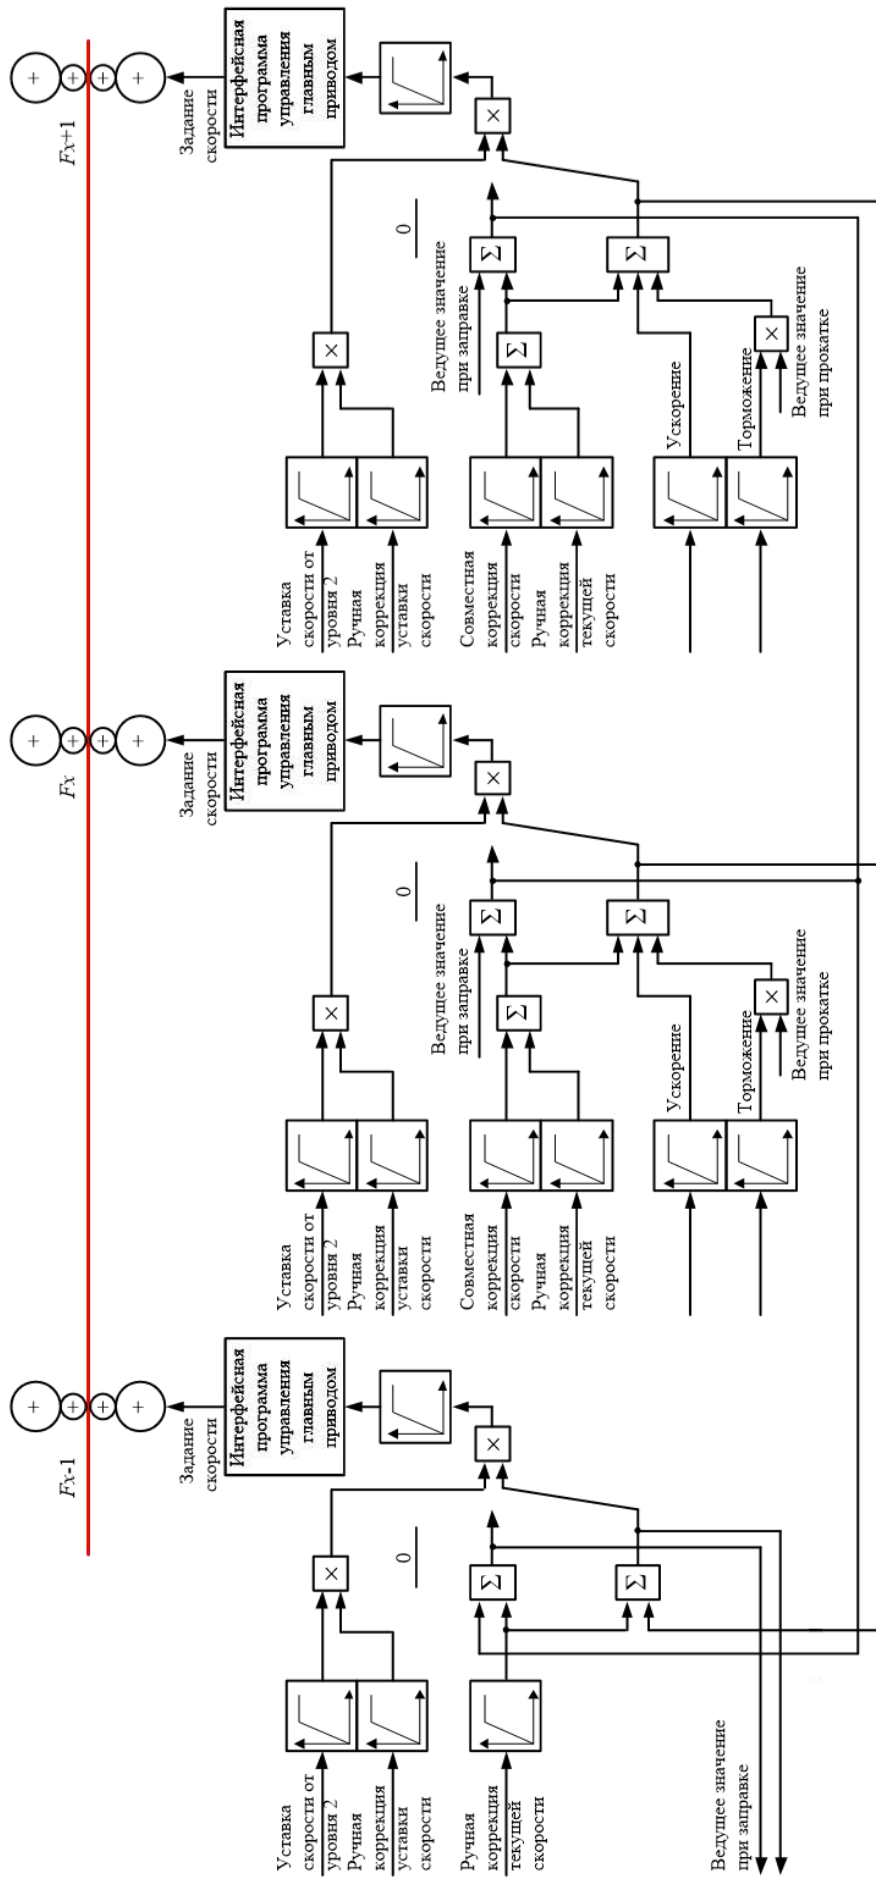 Fx-1
Задание
скорости
Интерфейсная
программа
управления
главным
приводом
×
×
0
Σ
Σ
Уставка
скорости от
уровня 2
Ручная
коррекция
уставки
скорости
Ручная
коррекция
текущей
скорости
Ведущее значение
при заправке
Fx
Задание
скорости
Интерфейсная
программа
управления
главным
приводом
×
×
0
Ведущее значение
при заправке
Σ
Σ
Σ
Уставка
скорости от
уровня 2
Ручная
коррекция
уставки
скорости
Совместная
коррекция
скорости
Ручная
коррекция
текущей
скорости
Ускорение
Торможение
×
Ведущее значение
при прокатке
Fx+1
Задание
скорости
Интерфейсная
программа
управления
главным
приводом
×
×
0
Ведущее значение
при заправке
Σ
Σ
Σ
Уставка
скорости от
уровня 2
Ручная
коррекция
уставки
скорости
Совместная
коррекция
скорости
Ручная
коррекция
текущей
скорости
Ускорение
Торможение
×
Ведущее значение
при прокатке